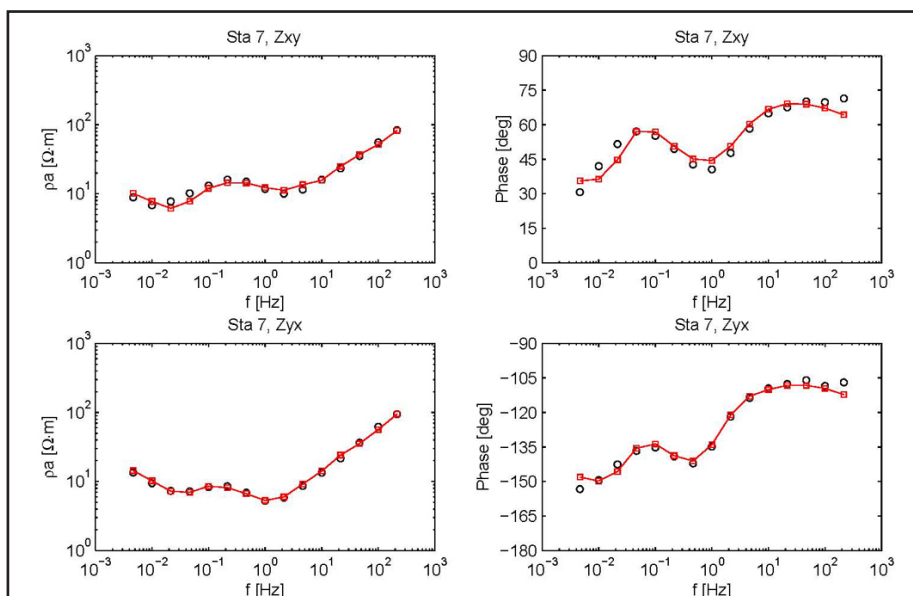 Sta 7, Zxy
ρa [Ω·m]
10³
10²
10¹
10⁰
10⁻³ 10⁻² 10⁻¹ 10⁰ 10¹ 10² 10³
f [Hz]
Sta 7, Zxy
Phase [deg]
90
75
60
45
30
15
0
10⁻³ 10⁻² 10⁻¹ 10⁰ 10¹ 10² 10³
f [Hz]
Sta 7, Zyx
ρa [Ω·m]
10³
10²
10¹
10⁰
10⁻³ 10⁻² 10⁻¹ 10⁰ 10¹ 10² 10³
f [Hz]
Sta 7, Zyx
Phase [deg]
−90
−105
−120
−135
−150
−165
−180
10⁻³ 10⁻² 10⁻¹ 10⁰ 10¹ 10² 10³
f [Hz]